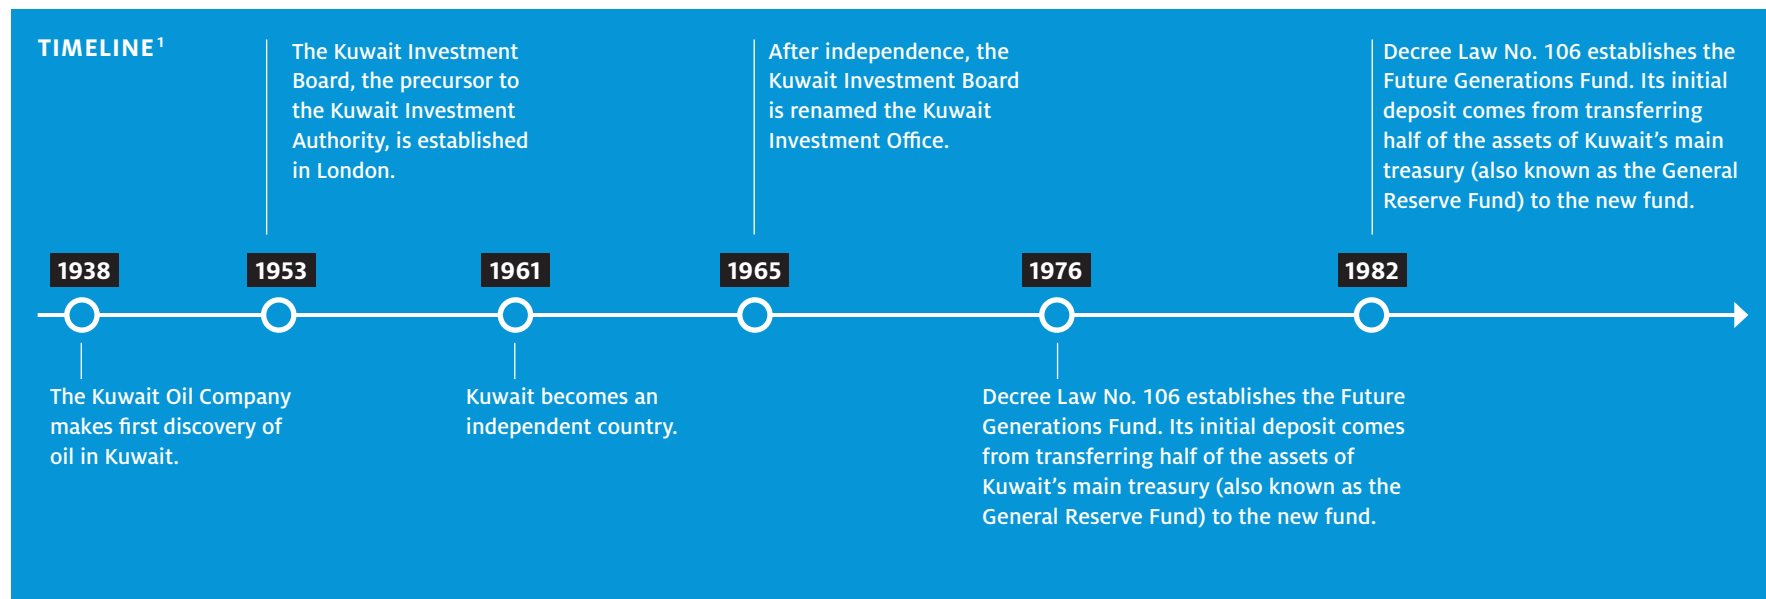 TIMELINE¹
The Kuwait Investment
Board, the precursor to
the Kuwait Investment
Authority, is established
in London.
After independence, the
Kuwait Investment Board
is renamed the Kuwait
Investment Office.
Decree Law No. 106 establishes the
Future Generations Fund. Its initial
deposit comes from transferring
half of the assets of Kuwait’s main
treasury (also known as the General
Reserve Fund) to the new fund.
1938
1953
1961
1965
1976
1982
The Kuwait Oil Company
makes first discovery of
oil in Kuwait.
Kuwait becomes an
independent country.
Decree Law No. 106 establishes the Future
Generations Fund. Its initial deposit comes
from transferring half of the assets of
Kuwait’s main treasury (also known as the
General Reserve Fund) to the new fund.